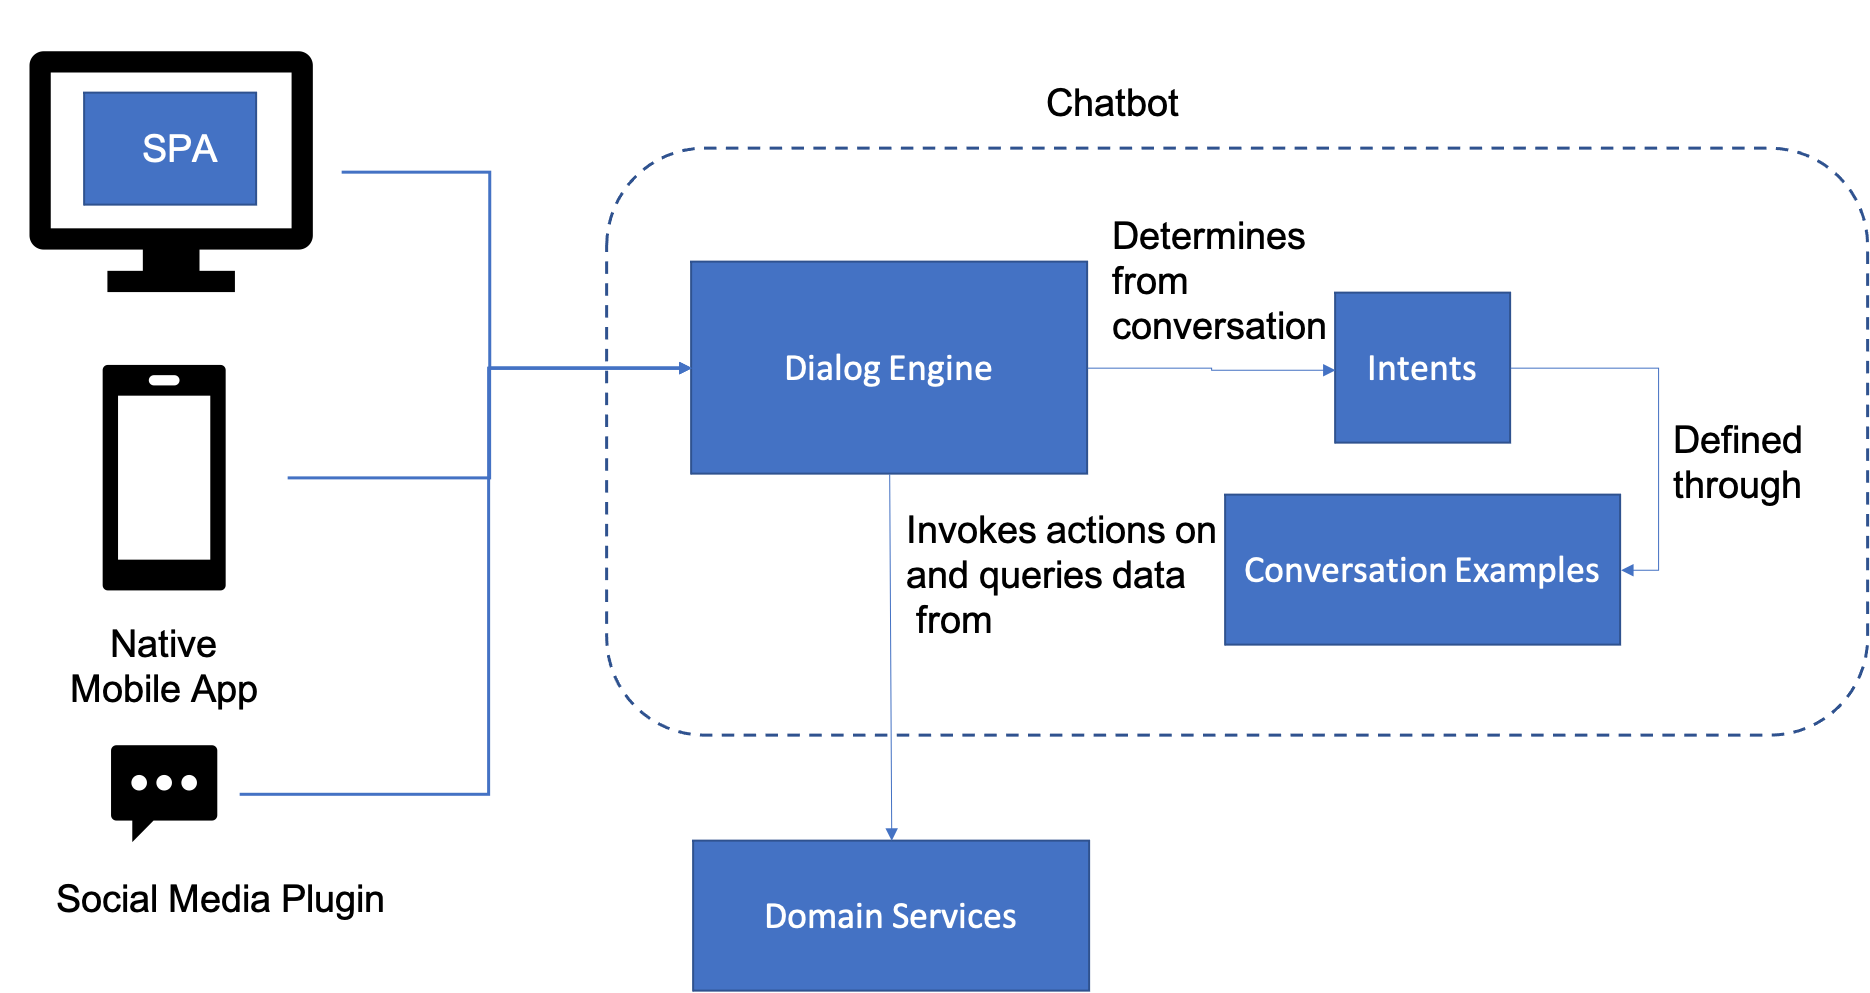 SPA
Chatbot
Determines
from
conversation
Dialog Engine
Intents
Defined
through
Invokes actions on
and queries data
from
Conversation Examples
Native
Mobile App
Social Media Plugin
Domain Services